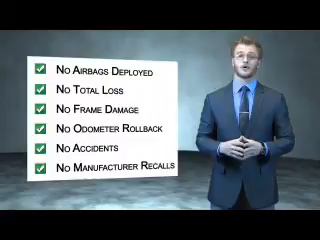 No Airbags Deployed
No Total Loss
No Frame Damage
No Odometer Rollback
No Accidents
No Manufacturer Recalls